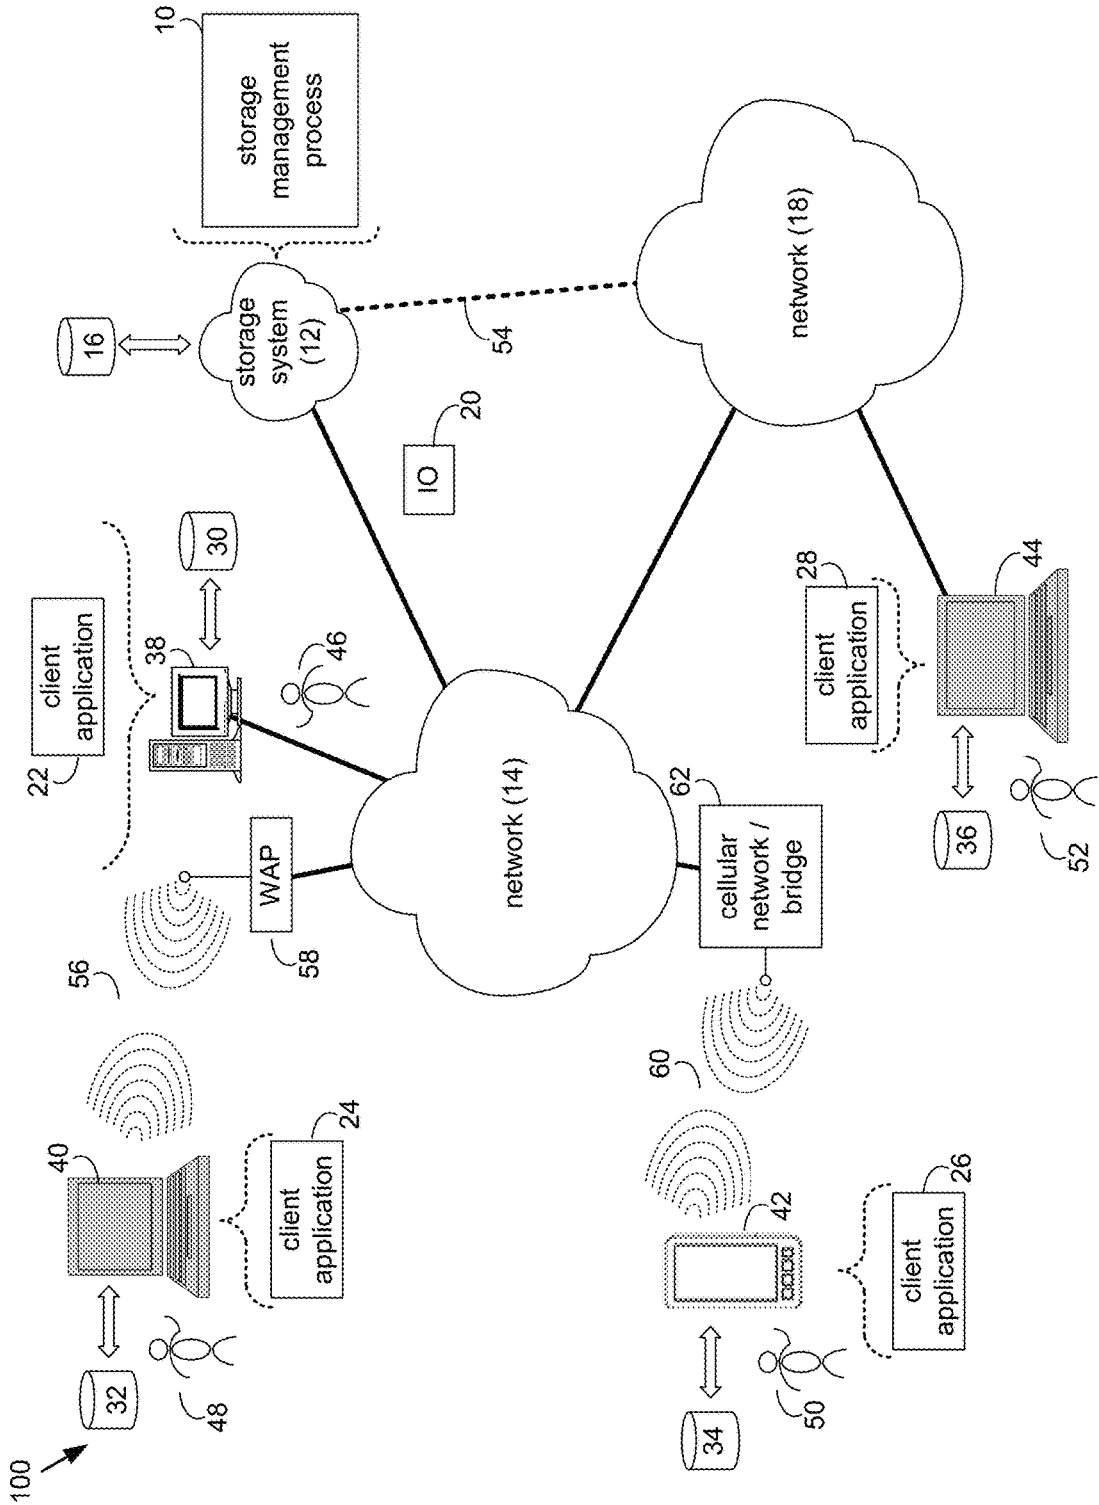 100
32
48
40
client
application
24
56
WAP
58
client
application
22
38
30
46
16
storage
system
(12)
storage
management
process
10
IO
20
54
network (14)
network (18)
34
50
42
client
application
26
60
cellular
network /
bridge
62
client
application
28
36
52
44